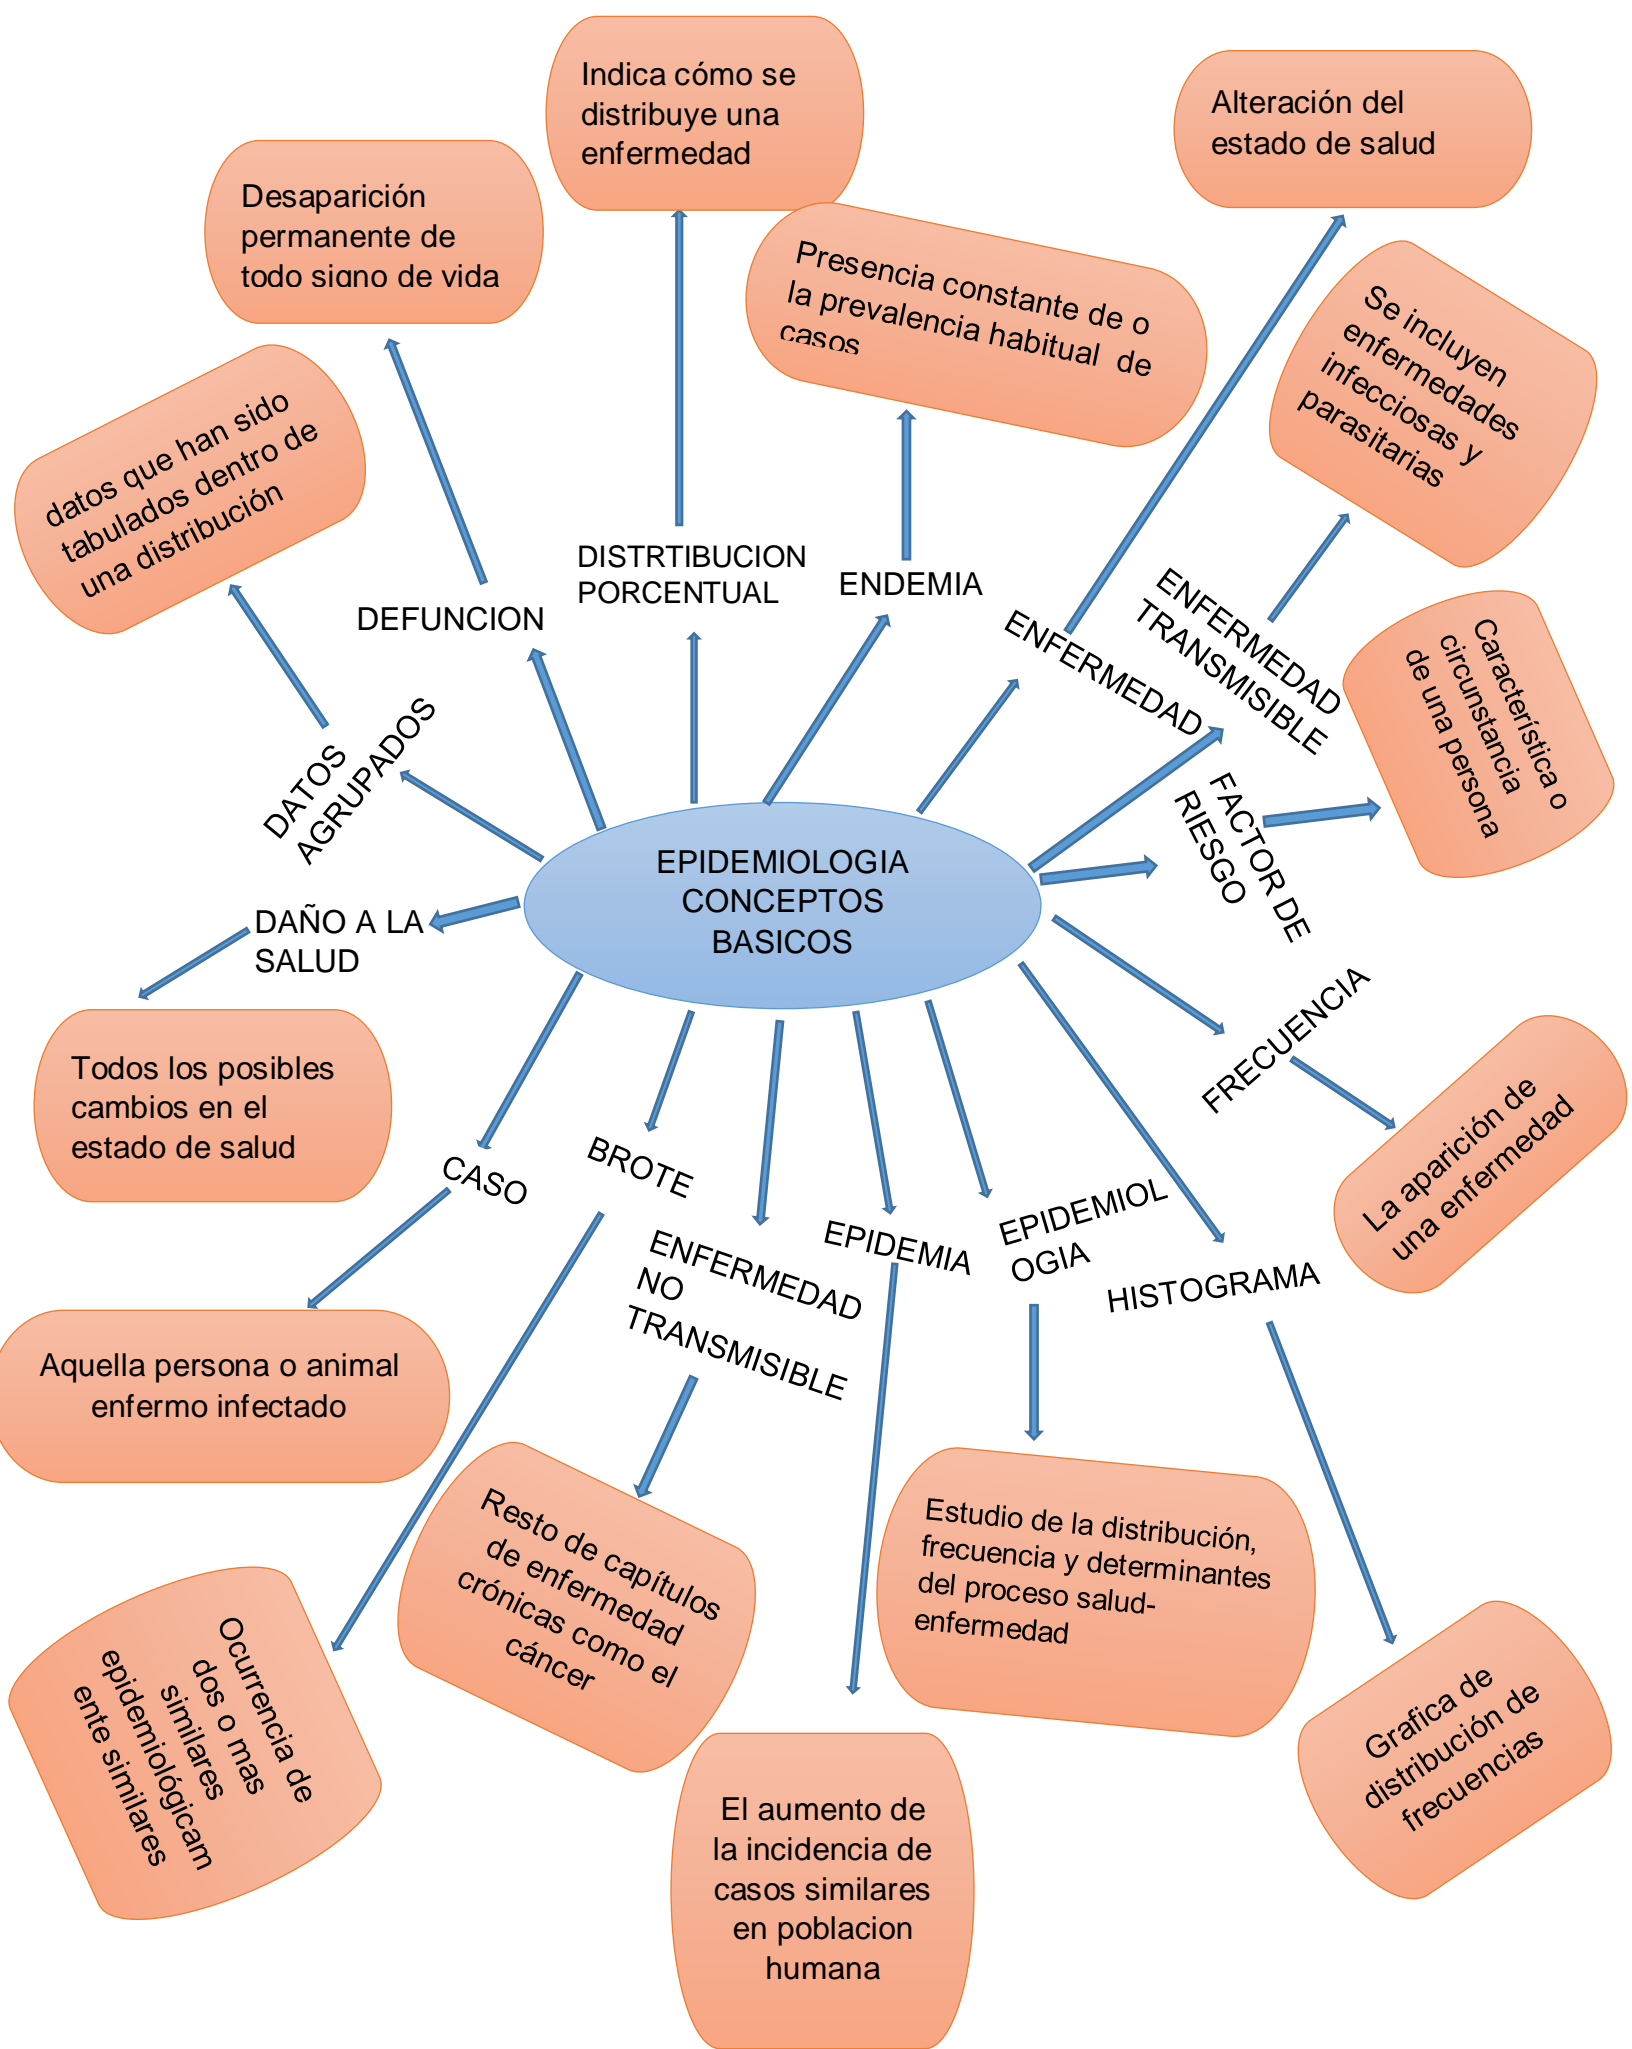 Indica cómo se
distribuye una
enfermedad
Alteración del
estado de salud
Desaparición
permanente de
todo signo de vida
Presencia constante de o
la prevalencia habitual de
casos
Se incluyen
enfermedades
infecciosas y
parasitarias
datos que han sido
tabulados dentro de
una distribución
DISTRTIBUCION
PORCENTUAL
ENDEMIA
DEFUNCION
ENFERMEDAD
ENFERMEDAD
TRANSMISIBLE
Característica o
circunstancia
de una persona
DATOS
AGRUPADOS
FACTOR DE
RIESGO
EPIDEMIOLOGIA
CONCEPTOS
BASICOS
DAÑO A LA
SALUD
FRECUENCIA
Todos los posibles
cambios en el
estado de salud
La aparición de
una enfermedad
CASO
BROTE
ENFERMEDAD
NO
TRANSMISIBLE
EPIDEMIA
EPIDEMIOL
OGIA
HISTOGRAMA
Aquella persona o animal
enfermo infectado
Resto de capítulos
de enfermedad
crónicas como el
cáncer
Estudio de la distribución,
frecuencia y determinantes
del proceso salud-
enfermedad
Ocurrencia de
dos o mas
similares
epidemiológicam
ente similares
Grafica de
distribución de
frecuencias
El aumento de
la incidencia de
casos similares
en poblacion
humana